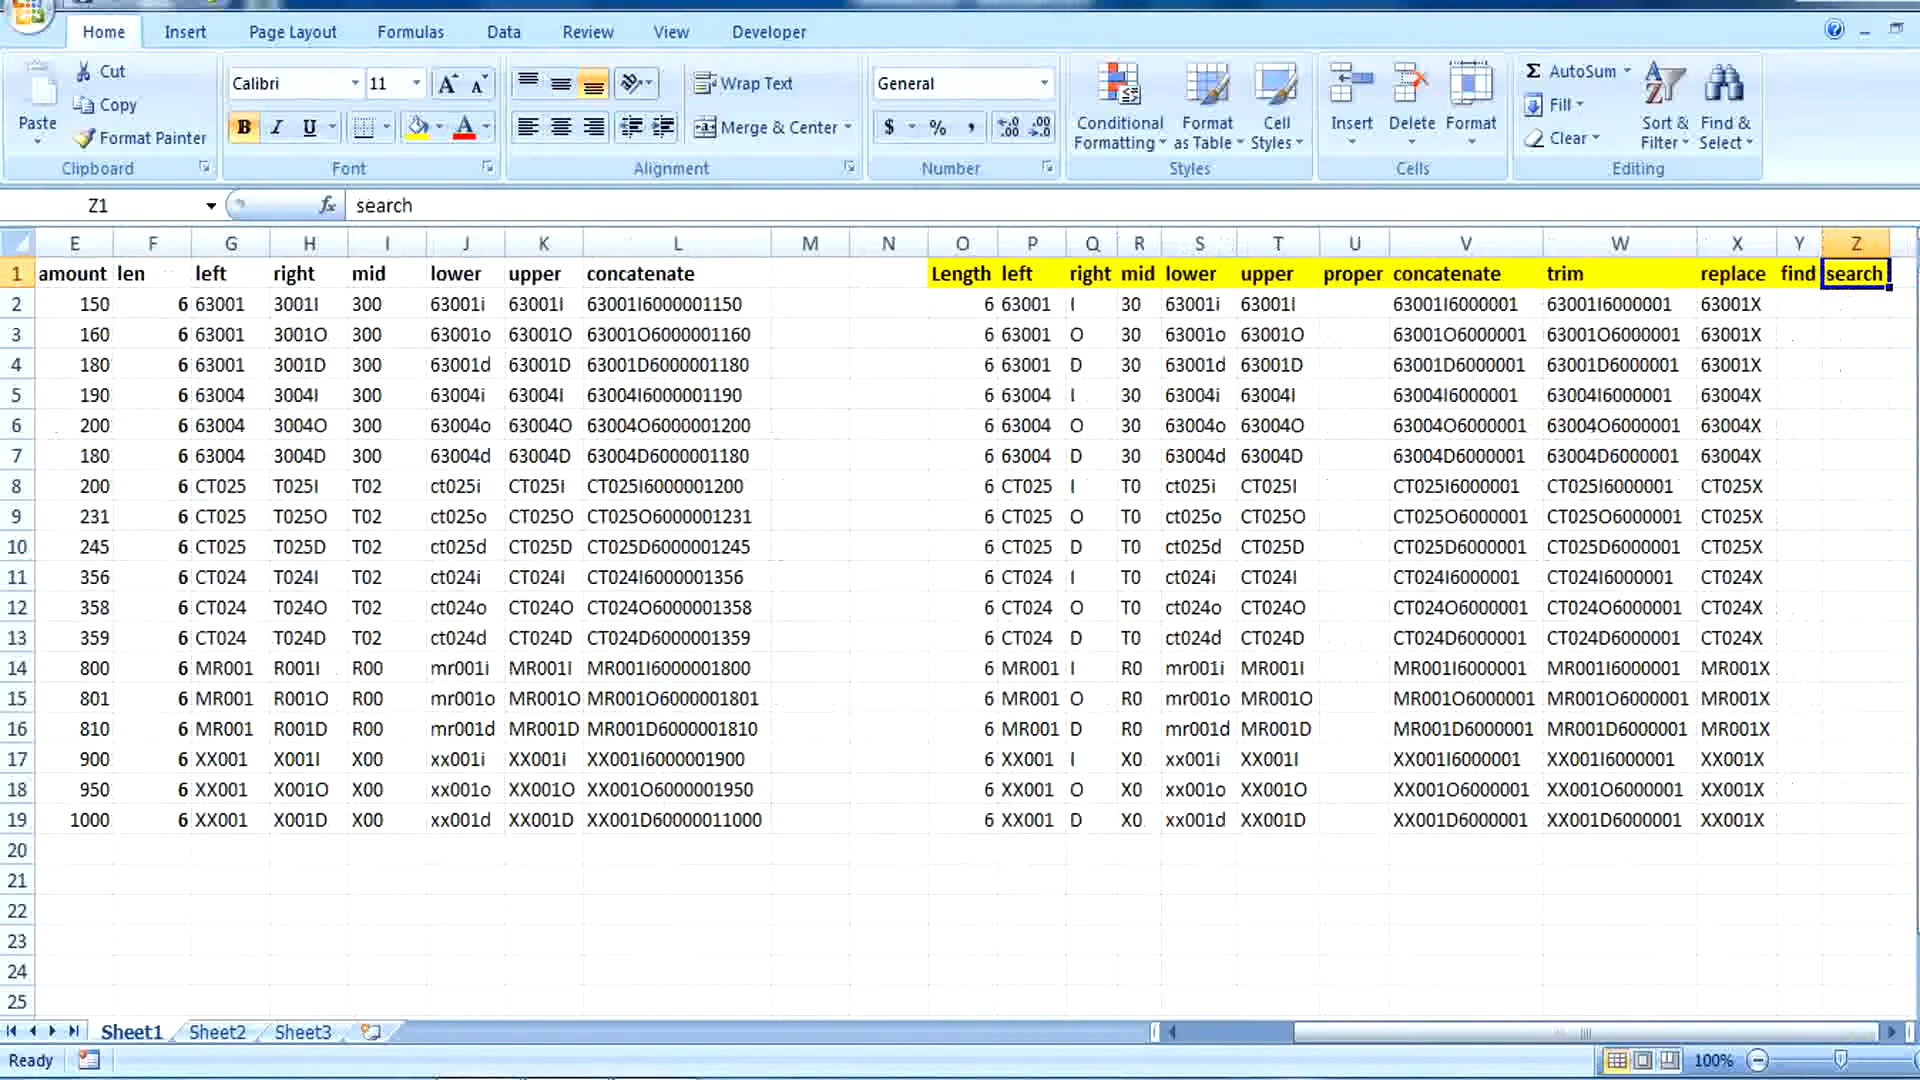 Home Insert Page Layout Formulas Data Review View Developer
Paste Cut Copy Format Painter Clipboard
Calibri 11 B I U Font
Wrap Text Merge & Center Alignment
General $ % , Number
Conditional Formatting Format as Table Cell Styles Styles
Insert Delete Format Cells
Σ AutoSum Fill Clear Sort & Filter Find & Select Editing
Z1 fx search
E F G H I J K L M N O P Q R S T U V W X Y Z
1 amount len left right mid lower upper concatenate Length left right mid lower upper proper concatenate trim replace find search
2 150 6 63001 3001I 300 63001i 63001I 63001I6000001150 6 63001 I 30 63001i 63001I 63001I6000001 63001I6000001 63001X
3 160 6 63001 3001O 300 63001o 63001O 63001O6000001160 6 63001 O 30 63001o 63001O 63001O6000001 63001O6000001 63001X
4 180 6 63001 3001D 300 63001d 63001D 63001D6000001180 6 63001 D 30 63001d 63001D 63001D6000001 63001D6000001 63001X
5 190 6 63004 3004I 300 63004i 63004I 63004I6000001190 6 63004 I 30 63004i 63004I 63004I6000001 63004I6000001 63004X
6 200 6 63004 3004O 300 63004o 63004O 63004O6000001200 6 63004 O 30 63004o 63004O 63004O6000001 63004O6000001 63004X
7 180 6 63004 3004D 300 63004d 63004D 63004D6000001180 6 63004 D 30 63004d 63004D 63004D6000001 63004D6000001 63004X
8 200 6 CT025 T025I T02 ct025i CT025I CT025I6000001200 6 CT025 I T0 ct025i CT025I CT025I6000001 CT025I6000001 CT025X
9 231 6 CT025 T025O T02 ct025o CT025O CT025O6000001231 6 CT025 O T0 ct025o CT025O CT025O6000001 CT025O6000001 CT025X
10 245 6 CT025 T025D T02 ct025d CT025D CT025D6000001245 6 CT025 D T0 ct025d CT025D CT025D6000001 CT025D6000001 CT025X
11 356 6 CT024 T024I T02 ct024i CT024I CT024I6000001356 6 CT024 I T0 ct024i CT024I CT024I6000001 CT024I6000001 CT024X
12 358 6 CT024 T024O T02 ct024o CT024O CT024O6000001358 6 CT024 O T0 ct024o CT024O CT024O6000001 CT024O6000001 CT024X
13 359 6 CT024 T024D T02 ct024d CT024D CT024D6000001359 6 CT024 D T0 ct024d CT024D CT024D6000001 CT024D6000001 CT024X
14 800 6 MR001 R001I R00 mr001i MR001I MR001I6000001800 6 MR001 I R0 mr001i MR001I MR001I6000001 MR001I6000001 MR001X
15 801 6 MR001 R001O R00 mr001o MR001O MR001O6000001801 6 MR001 O R0 mr001o MR001O MR001O6000001 MR001O6000001 MR001X
16 810 6 MR001 R001D R00 mr001d MR001D MR001D6000001810 6 MR001 D R0 mr001d MR001D MR001D6000001 MR001D6000001 MR001X
17 900 6 XX001 X001I X00 xx001i XX001I XX001I6000001900 6 XX001 I X0 xx001i XX001I XX001I6000001 XX001I6000001 XX001X
18 950 6 XX001 X001O X00 xx001o XX001O XX001O6000001950 6 XX001 O X0 xx001o XX001O XX001O6000001 XX001O6000001 XX001X
19 1000 6 XX001 X001D X00 xx001d XX001D XX001D60000011000 6 XX001 D X0 xx001d XX001D XX001D6000001 XX001D6000001 XX001X
20
21
22
23
24
25
Sheet1 Sheet2 Sheet3
Ready 100%